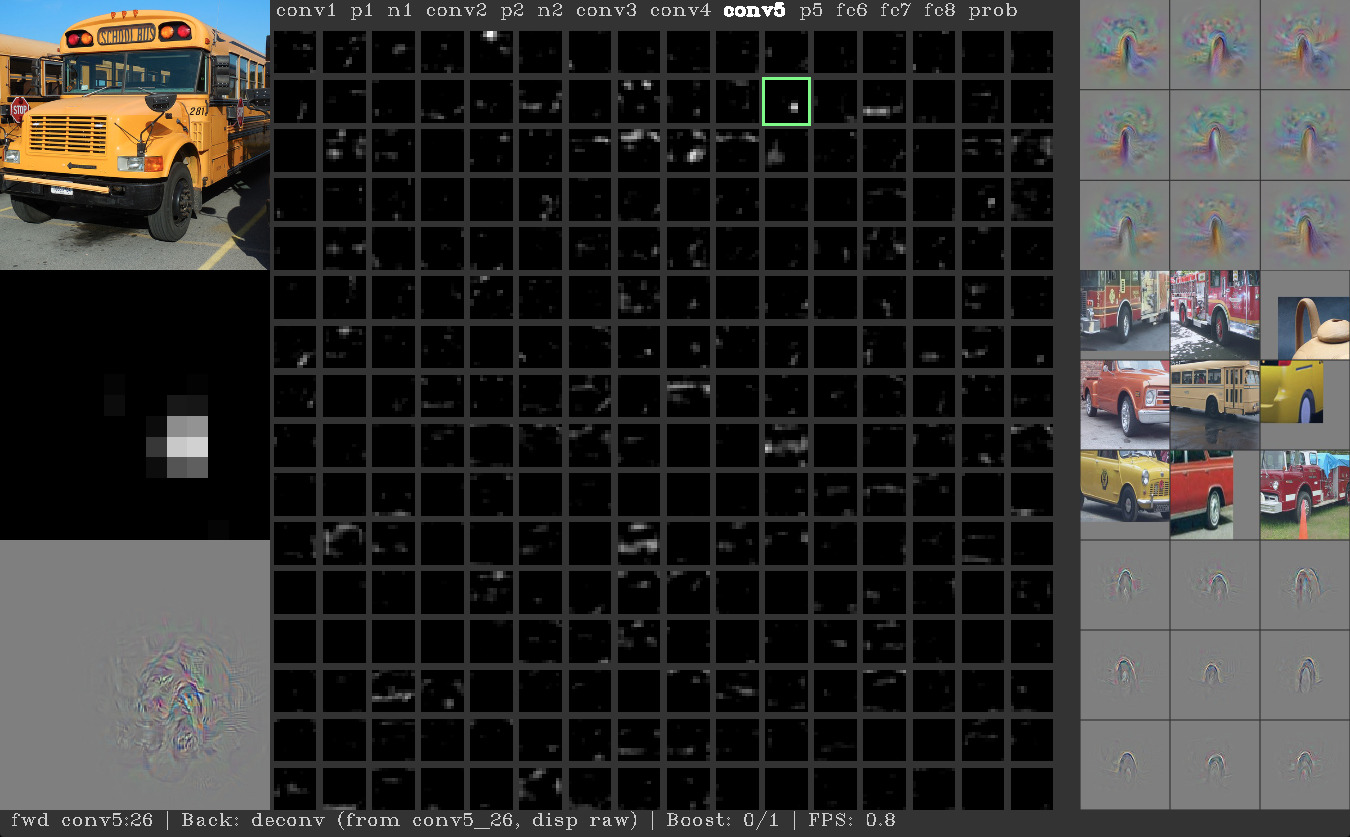 conv1 p1 n1 conv2 p2 n2 conv3 conv4 conv5 p5 fc6 fc7 fc8 prob
SCHOOL BUS
STOP
281
fwd conv5:26 | Back: deconv (from conv5_26, disp raw) | Boost: 0/1 | FPS: 0.8